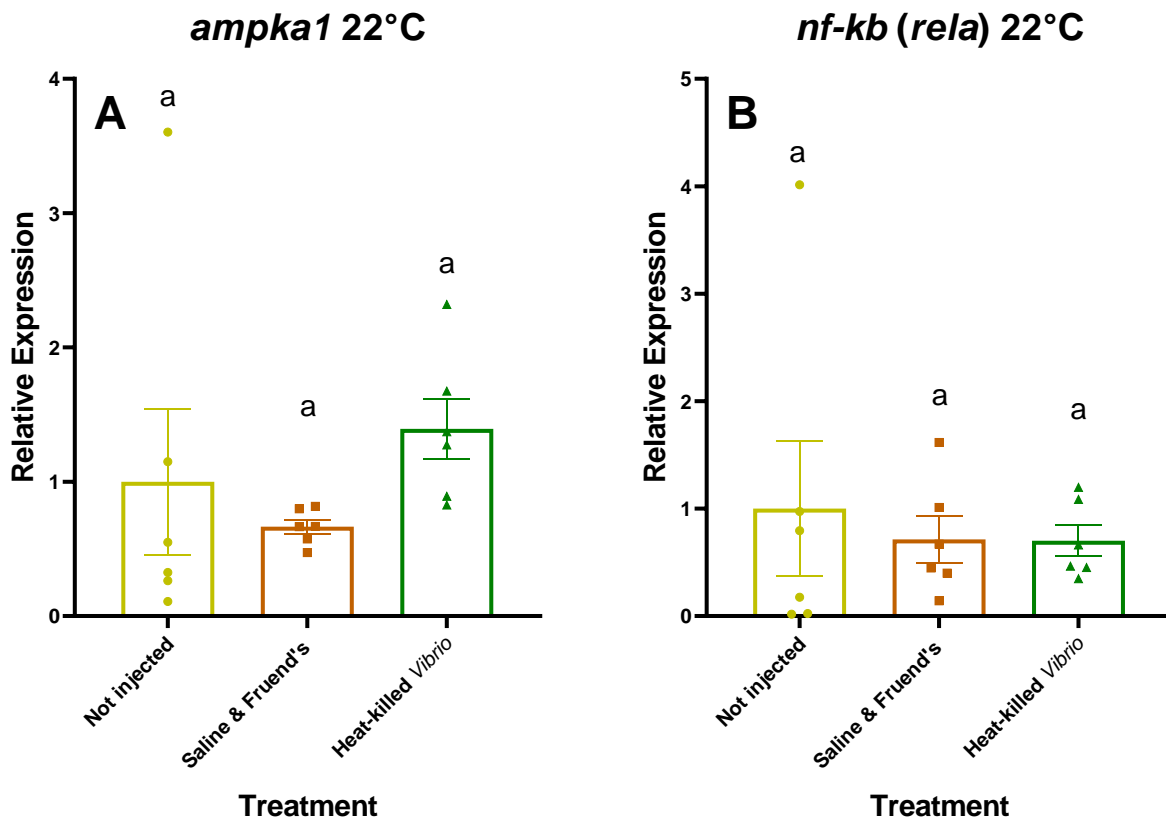 ampka1 22°C
A
a
a
a
4
3
2
1
0
Relative Expression
Not injected
Saline & Fruend's
Heat-killed Vibrio
Treatment
nf-kb (rela) 22°C
B
a
a
a
5
4
3
2
1
0
Relative Expression
Not injected
Saline & Fruend's
Heat-killed Vibrio
Treatment